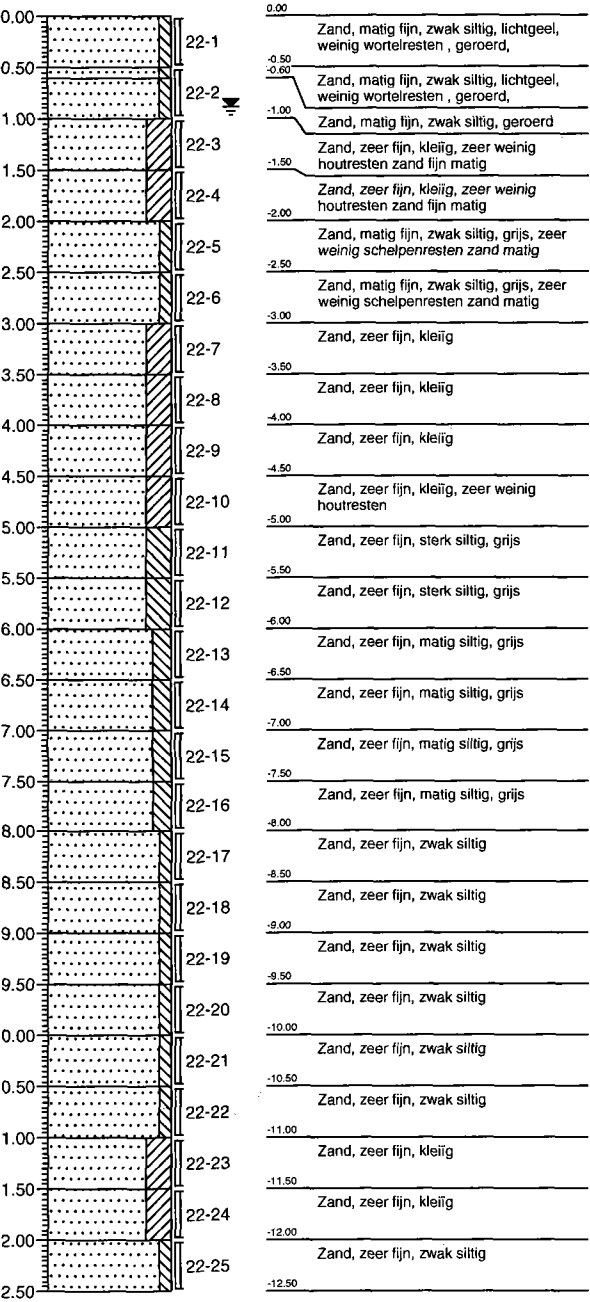 0.00
0.50
1.00
1.50
2.00
2.50
3.00
3.50
4.00
4.50
5.00
5.50
6.00
6.50
7.00
7.50
8.00
8.50
9.00
9.50
0.00
0.50
1.00
1.50
2.00
2.50
22-1
22-2
22-3
22-4
22-5
22-6
22-7
22-8
22-9
22-10
22-11
22-12
22-13
22-14
22-15
22-16
22-17
22-18
22-19
22-20
22-21
22-22
22-23
22-24
22-25
0.00
Zand, matig fijn, zwak siltig, lichtgeel,
weinig wortelresten , geroerd,
-0.50
-0.60
Zand, matig fijn, zwak siltig, lichtgeel,
weinig wortelresten , geroerd,
-1.00
Zand, matig fijn, zwak siltig, geroerd
Zand, zeer fijn, kleiïg, zeer weinig
houtresten zand fijn matig
-1.50
Zand, zeer fijn, kleiïg, zeer weinig
houtresten zand fijn matig
-2.00
Zand, matig fijn, zwak siltig, grijs, zeer
weinig schelpenresten zand matig
-2.50
Zand, matig fijn, zwak siltig, grijs, zeer
weinig schelpenresten zand matig
-3.00
Zand, zeer fijn, kleiïg
-3.50
Zand, zeer fijn, kleiïg
-4.00
Zand, zeer fijn, kleiïg
-4.50
Zand, zeer fijn, kleiïg, zeer weinig
houtresten
-5.00
Zand, zeer fijn, sterk siltig, grijs
-5.50
Zand, zeer fijn, sterk siltig, grijs
-6.00
Zand, zeer fijn, matig siltig, grijs
-6.50
Zand, zeer fijn, matig siltig, grijs
-7.00
Zand, zeer fijn, matig siltig, grijs
-7.50
Zand, zeer fijn, matig siltig, grijs
-8.00
Zand, zeer fijn, zwak siltig
-8.50
Zand, zeer fijn, zwak siltig
-9.00
Zand, zeer fijn, zwak siltig
-9.50
Zand, zeer fijn, zwak siltig
-10.00
Zand, zeer fijn, zwak siltig
-10.50
Zand, zeer fijn, zwak siltig
-11.00
Zand, zeer fijn, kleiïg
-11.50
Zand, zeer fijn, kleiïg
-12.00
Zand, zeer fijn, zwak siltig
-12.50